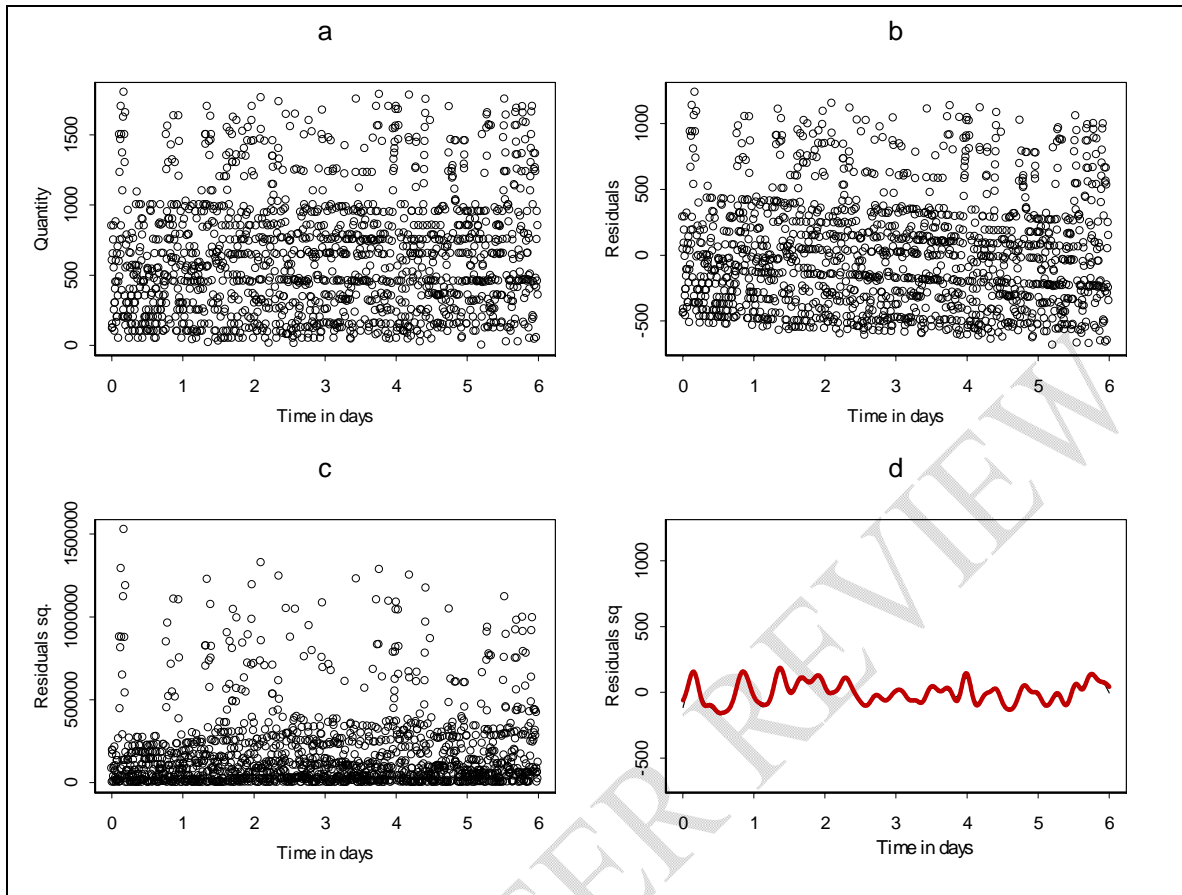 a
Quantity
1500
1000
500
0
0 1 2 3 4 5 6
Time in days
b
Residuals
1000
500
0
-500
0 1 2 3 4 5 6
Time in days
c
Residuals sq.
1500000
1000000
500000
0
0 1 2 3 4 5 6
Time in days
d
Residuals sq
1000
500
0
-500
0 1 2 3 4 5 6
Time in days
ER REVIEW